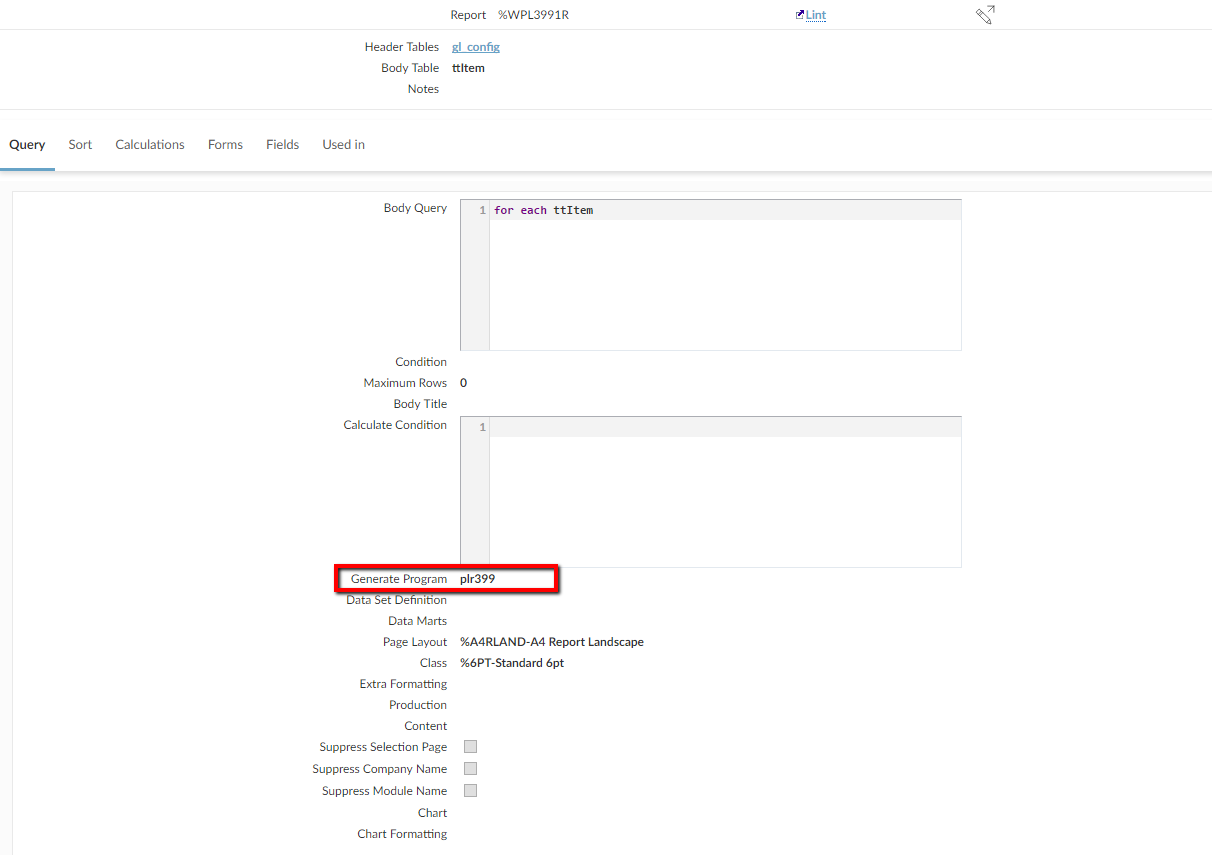 Report %WPL3991R Lint
Header Tables gl_config
Body Table ttItem
Notes
Query Sort Calculations Forms Fields Used in
Body Query 1 for each ttItem
Condition
Maximum Rows 0
Body Title
Calculate Condition 1
Generate Program plr399
Data Set Definition
Data Marts
Page Layout %A4RLAND-A4 Report Landscape
Class %6PT-Standard 6pt
Extra Formatting
Production
Content
Suppress Selection Page
Suppress Company Name
Suppress Module Name
Chart
Chart Formatting